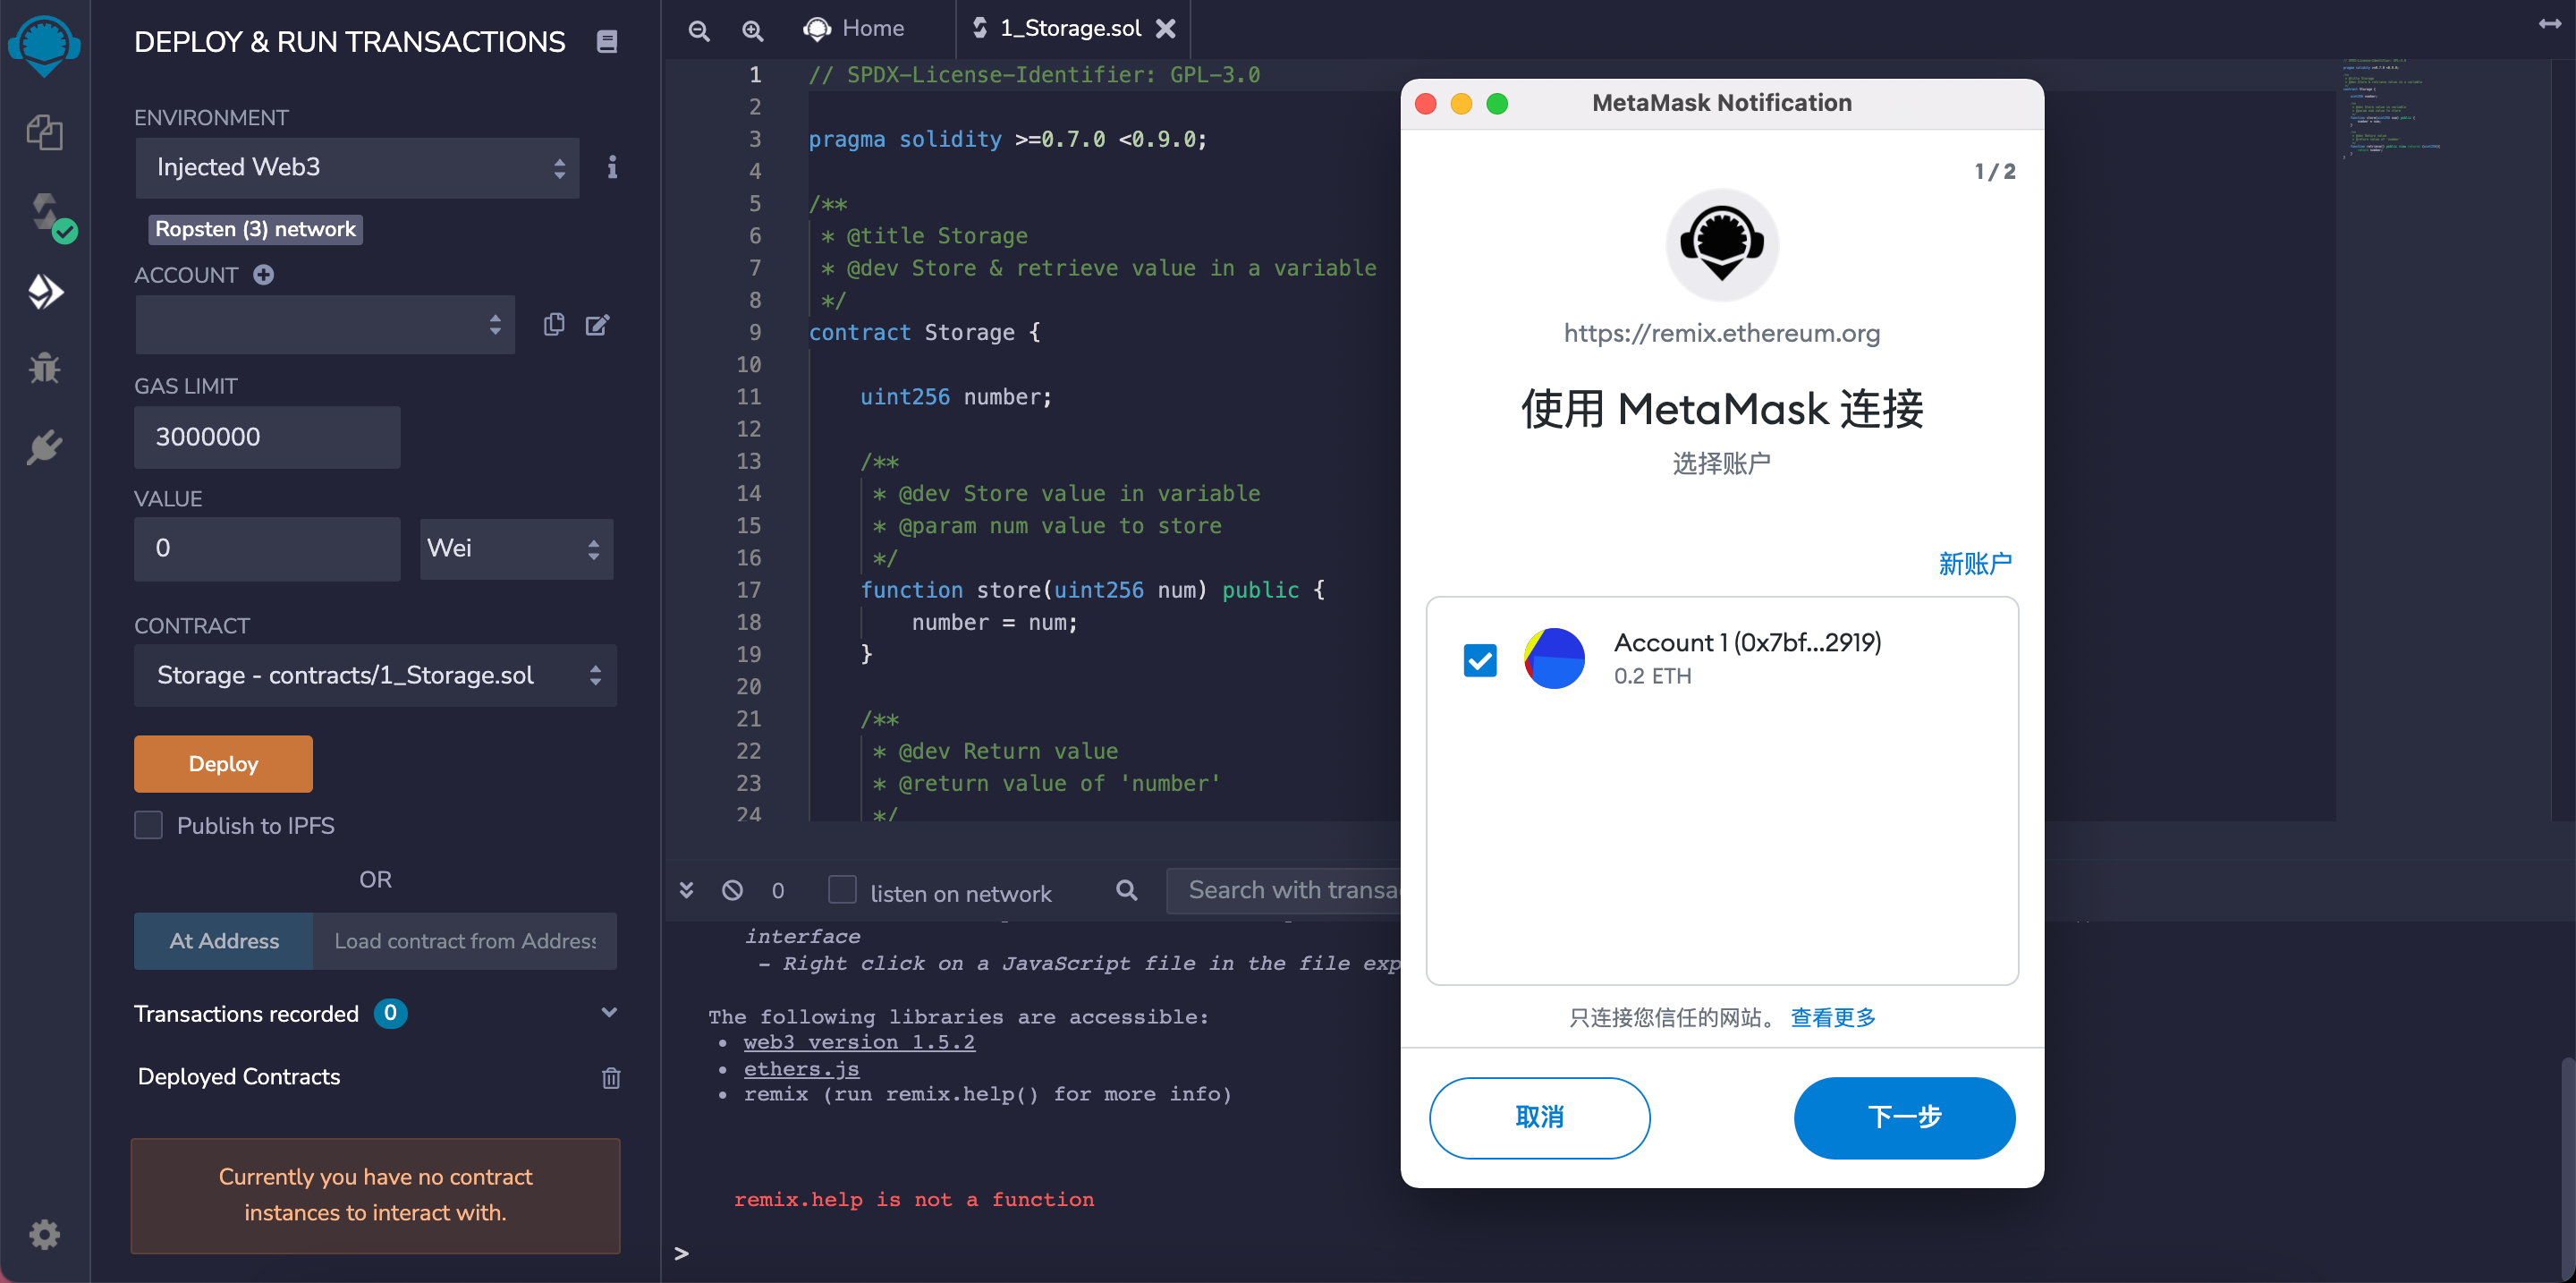 DEPLOY & RUN TRANSACTIONS
ENVIRONMENT
Injected Web3
Ropsten (3) network
ACCOUNT
GAS LIMIT
3000000
VALUE
0
Wei
CONTRACT
Storage - contracts/1_Storage.sol
Deploy
Publish to IPFS
OR
At Address
Load contract from Address
Transactions recorded 0
Deployed Contracts
Currently you have no contract
instances to interact with.
Home
1_Storage.sol
1 // SPDX-License-Identifier: GPL-3.0
2
3 pragma solidity >=0.7.0 <0.9.0;
4
5 /**
6 * @title Storage
7 * @dev Store & retrieve value in a variable
8 */
9 contract Storage {
10
11 uint256 number;
12
13 /**
14 * @dev Store value in variable
15 * @param num value to store
16 */
17 function store(uint256 num) public {
18 number = num;
19 }
20
21 /**
22 * @dev Return value
23 * @return value of 'number'
24 */
0
listen on network
Search with transa
interface
- Right click on a JavaScript file in the file exp
The following libraries are accessible:
• web3 version 1.5.2
• ethers.js
• remix (run remix.help() for more info)
remix.help is not a function
>
MetaMask Notification
1 / 2
https://remix.ethereum.org
使用 MetaMask 连接
选择账户
新账户
Account 1 (0x7bf...2919)
0.2 ETH
只连接您信任的网站。 查看更多
取消
下一步